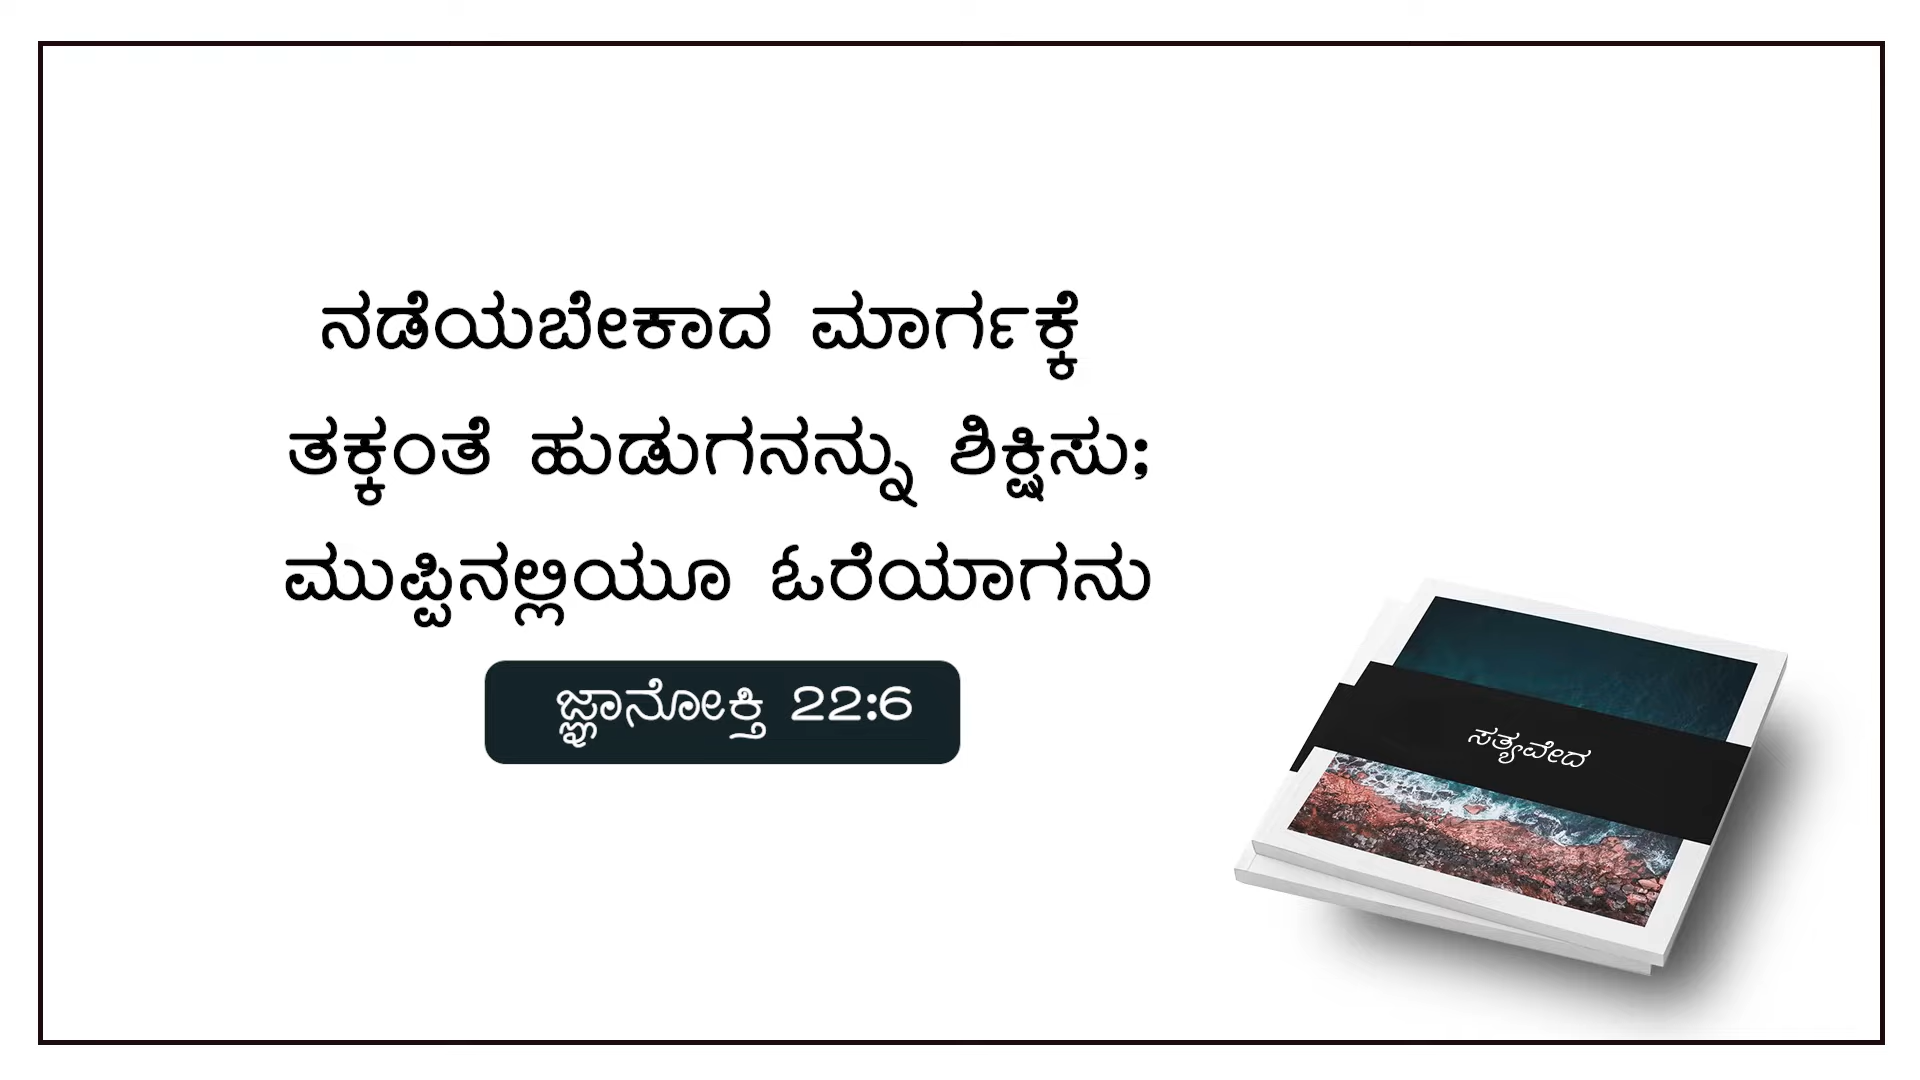 ನಡೆಯಬೇಕಾದ ಮಾರ್ಗಕ್ಕೆ
ತಕ್ಕಂತೆ ಹುಡುಗನನ್ನು ಶಿಕ್ಷಿಸು;
ಮುಪ್ಪಿನಲ್ಲಿಯೂ ಓರೆಯಾಗನು
ಜ್ಞಾನೋಕ್ತಿ 22:6
ಸತ್ಯವೇದ